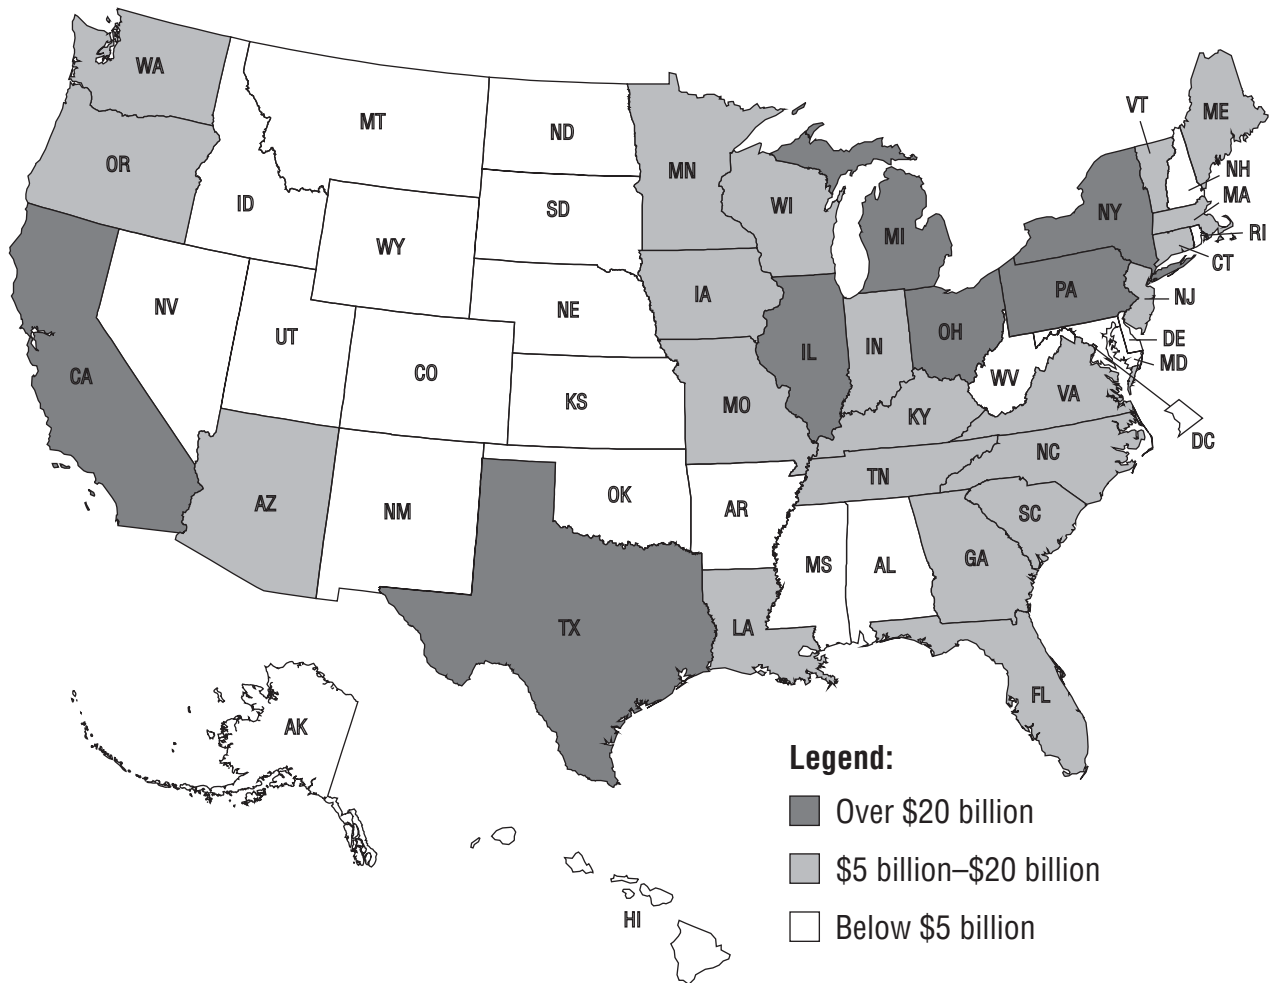 WA
MT
ND
MN
VT
ME
OR
ID
SD
WI
MI
NY
NH
MA
RI
CT
WY
NV
UT
NE
IA
PA
NJ
CA
CO
KS
MO
IL
IN
OH
WV
VA
DE
MD
DC
KY
AZ
NM
OK
AR
TN
NC
SC
MS
AL
GA
TX
LA
FL
AK
HI
Legend:
Over $20 billion
$5 billion–$20 billion
Below $5 billion